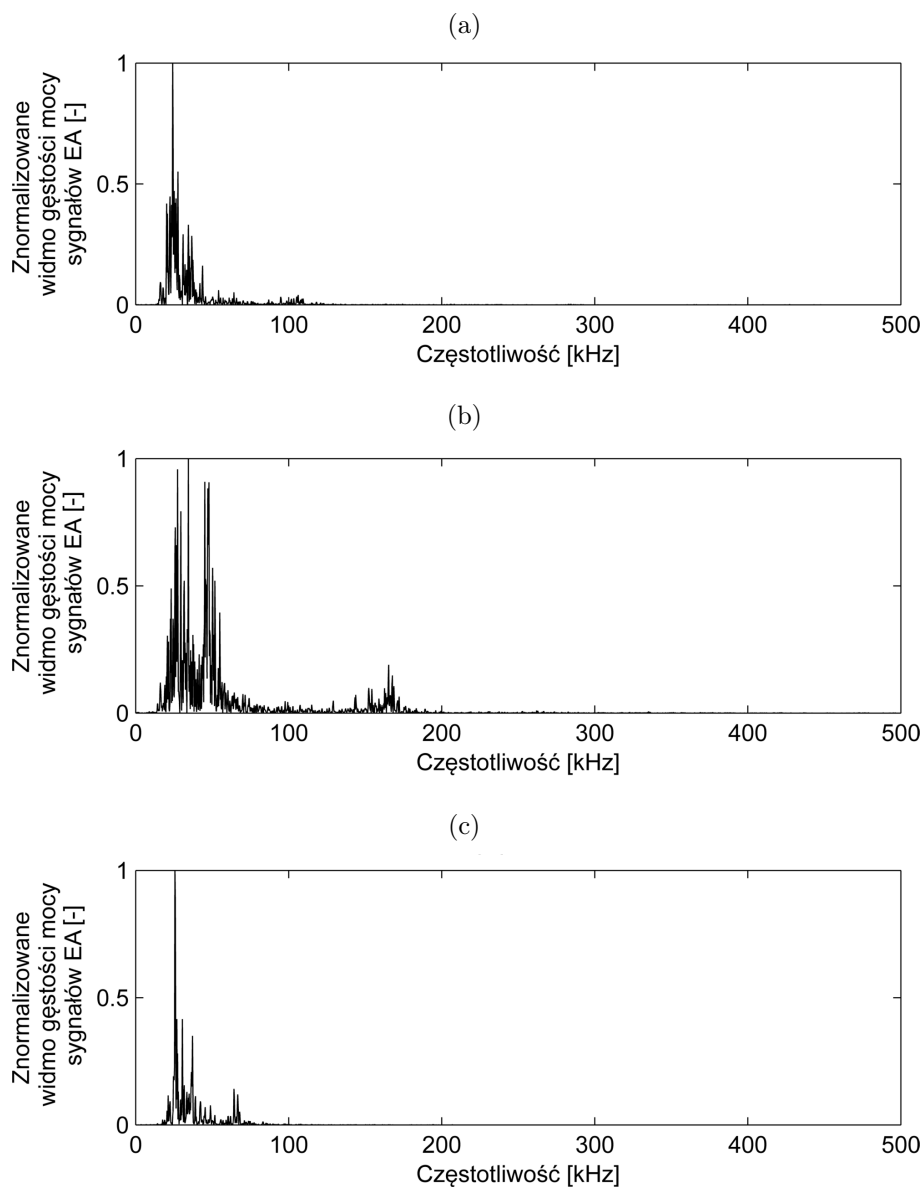 (a)
Znormalizowane
widmo gęstości mocy
sygnałów EA [-]
1
0.5
0
0 100 200 300 400 500
Częstotliwość [kHz]
(b)
Znormalizowane
widmo gęstości mocy
sygnałów EA [-]
1
0.5
0
0 100 200 300 400 500
Częstotliwość [kHz]
(c)
Znormalizowane
widmo gęstości mocy
sygnałów EA [-]
1
0.5
0
0 100 200 300 400 500
Częstotliwość [kHz]